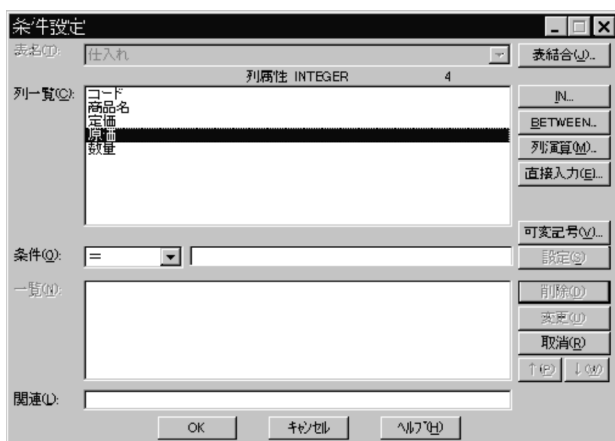 条件設定
表名(T): 仕入れ 表結合(J)...
列属性 INTEGER 4
列一覧(C):
コード
商品名
定価
原価
数量
IN...
BETWEEN...
列演算(M)...
直接入力(E)...
可変記号(V)...
条件(O): = 設定(S)
一覧(N): 削除(D)
変更(U)
取消(R)
↑(P) ↓(W)
関連(L):
OK キャンセル ヘルプ(H)